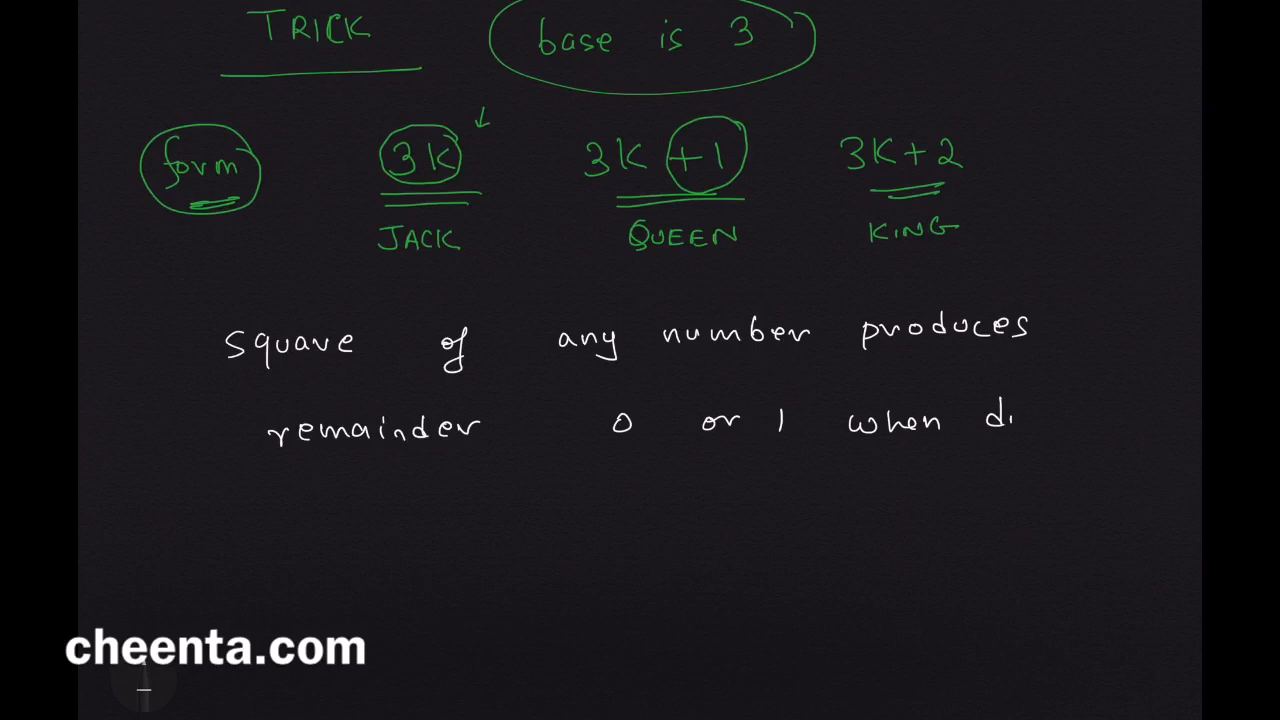 TRICK base is 3
form 3K 3K +1 3K+2
JACK QUEEN KING
square of any number produces
remainder 0 or 1 when di
cheenta.com